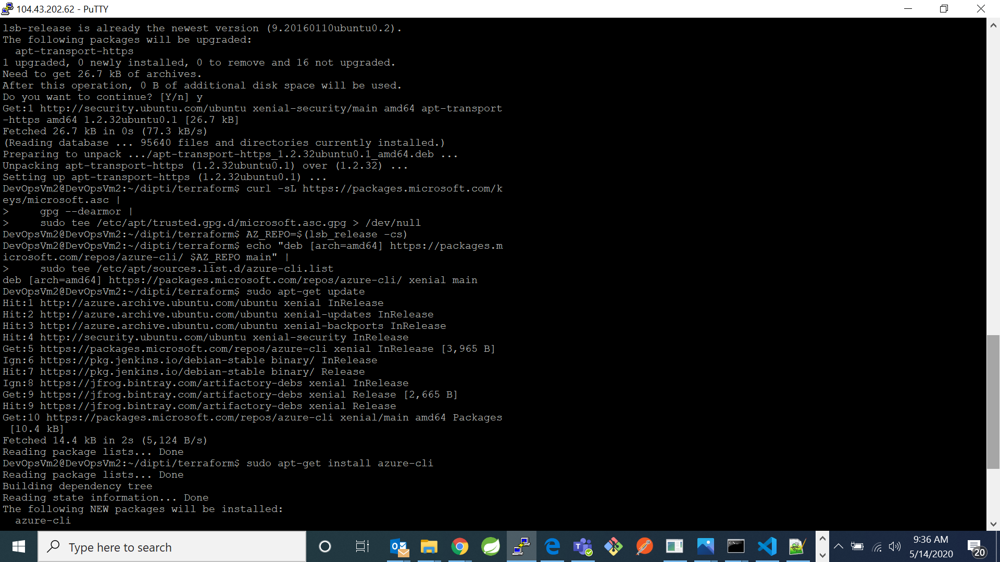 104.43.202.62 - PuTTY
lsb-release is already the newest version (9.20160110ubuntu0.2).
The following packages will be upgraded:
  apt-transport-https
1 upgraded, 0 newly installed, 0 to remove and 16 not upgraded.
Need to get 26.7 kB of archives.
After this operation, 0 B of additional disk space will be used.
Do you want to continue? [Y/n] y
Get:1 http://security.ubuntu.com/ubuntu xenial-security/main amd64 apt-transport
-https amd64 1.2.32ubuntu0.1 [26.7 kB]
Fetched 26.7 kB in 0s (77.3 kB/s)
(Reading database ... 95640 files and directories currently installed.)
Preparing to unpack .../apt-transport-https_1.2.32ubuntu0.1_amd64.deb ...
Unpacking apt-transport-https (1.2.32ubuntu0.1) over (1.2.32) ...
Setting up apt-transport-https (1.2.32ubuntu0.1) ...
DevOpsVm2@DevOpsVm2:~/dipti/terraform$ curl -sL https://packages.microsoft.com/k
eys/microsoft.asc |
>     gpg --dearmor |
>     sudo tee /etc/apt/trusted.gpg.d/microsoft.asc.gpg > /dev/null
DevOpsVm2@DevOpsVm2:~/dipti/terraform$ AZ_REPO=$(lsb_release -cs)
DevOpsVm2@DevOpsVm2:~/dipti/terraform$ echo "deb [arch=amd64] https://packages.m
icrosoft.com/repos/azure-cli/ $AZ_REPO main" |
>     sudo tee /etc/apt/sources.list.d/azure-cli.list
deb [arch=amd64] https://packages.microsoft.com/repos/azure-cli/ xenial main
DevOpsVm2@DevOpsVm2:~/dipti/terraform$ sudo apt-get update
Hit:1 http://azure.archive.ubuntu.com/ubuntu xenial InRelease
Hit:2 http://azure.archive.ubuntu.com/ubuntu xenial-updates InRelease
Hit:3 http://azure.archive.ubuntu.com/ubuntu xenial-backports InRelease
Hit:4 http://security.ubuntu.com/ubuntu xenial-security InRelease
Get:5 https://packages.microsoft.com/repos/azure-cli xenial InRelease [3,965 B]
Ign:6 https://pkg.jenkins.io/debian-stable binary/ InRelease
Hit:7 https://pkg.jenkins.io/debian-stable binary/ Release
Ign:8 https://jfrog.bintray.com/artifactory-debs xenial InRelease
Get:9 https://jfrog.bintray.com/artifactory-debs xenial Release [2,665 B]
Hit:9 https://jfrog.bintray.com/artifactory-debs xenial Release
Get:10 https://packages.microsoft.com/repos/azure-cli xenial/main amd64 Packages
 [10.4 kB]
Fetched 14.4 kB in 2s (5,124 B/s)
Reading package lists... Done
DevOpsVm2@DevOpsVm2:~/dipti/terraform$ sudo apt-get install azure-cli
Reading package lists... Done
Building dependency tree
Reading state information... Done
The following NEW packages will be installed:
  azure-cli
Type here to search
9:36 AM
5/14/2020
20